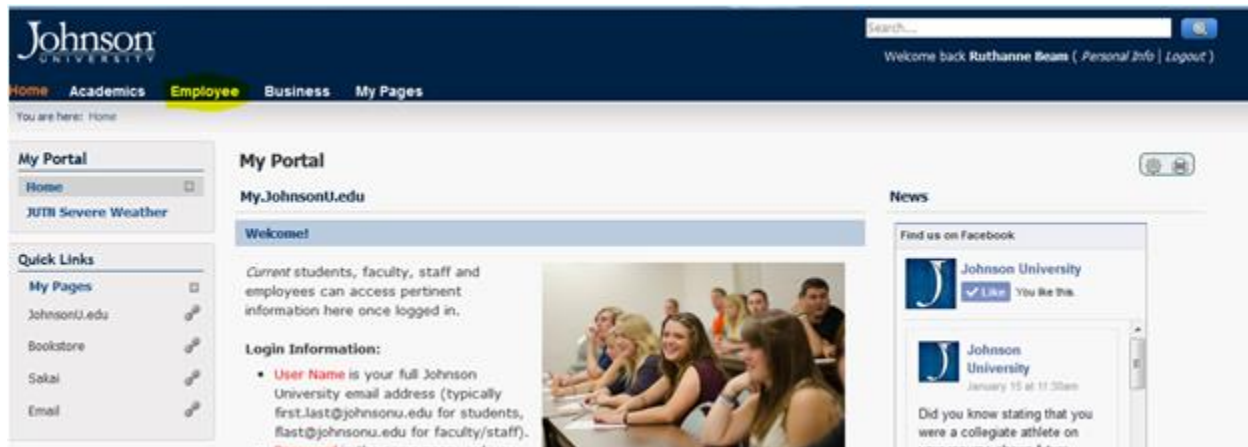 Johnson
UNIVERSITY
Search....
Welcome back Ruthanne Beam ( Personal Info | Logout )
Home Academics Employee Business My Pages
You are here: Home
My Portal
Home
JUTN Severe Weather
Quick Links
My Pages
JohnsonU.edu
Bookstore
Sakai
Email
My Portal
My.JohnsonU.edu
Welcome!
Current students, faculty, staff and
employees can access pertinent
information here once logged in.
Login Information:
• User Name is your full Johnson
University email address (typically
first.last@johnsonu.edu for students,
flast@johnsonu.edu for faculty/staff).
News
Find us on Facebook
Johnson University
Like You like this.
Johnson
University
January 15 at 11:50am
Did you know stating that you
were a collegiate athlete on